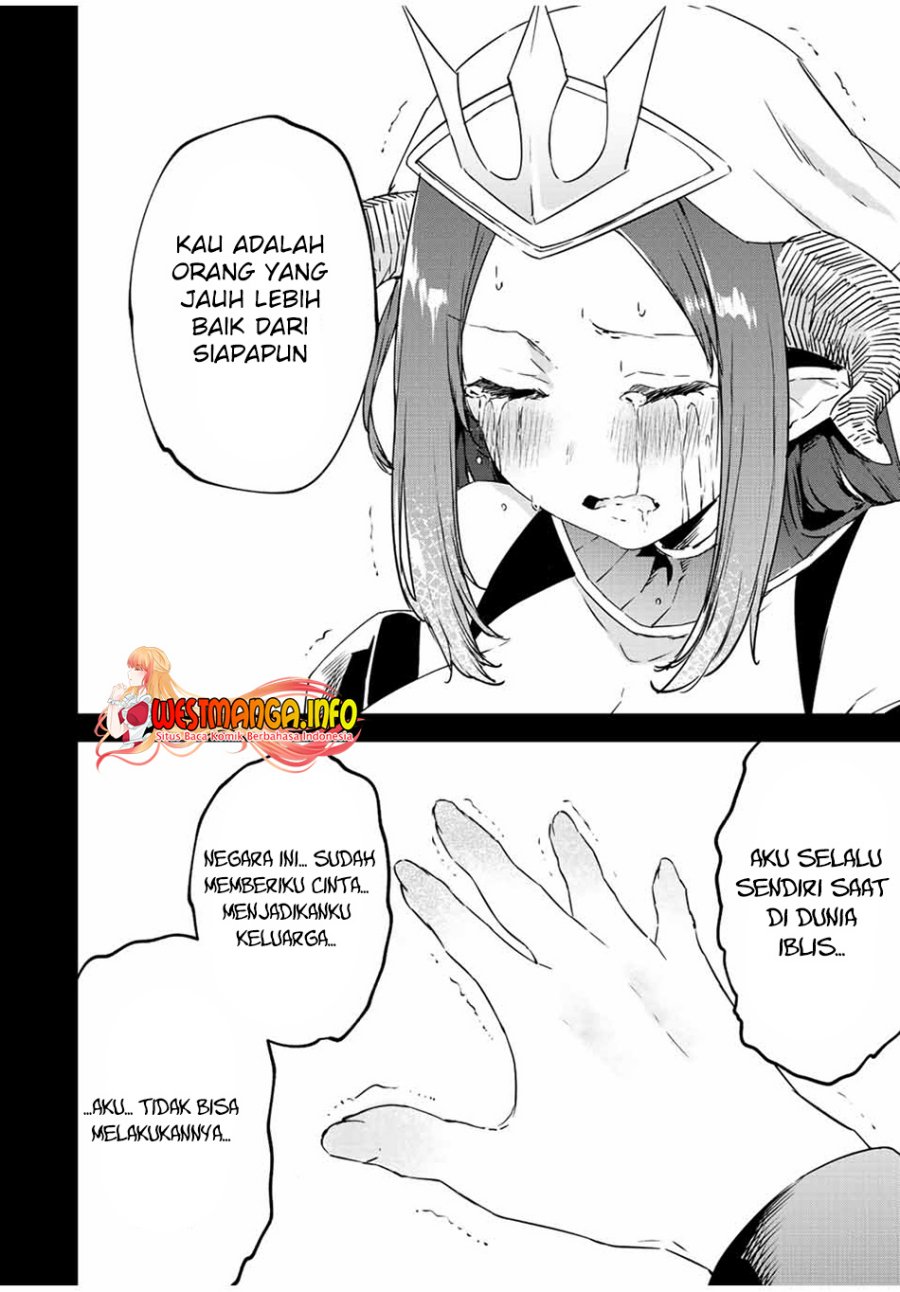 KAU ADALAH
ORANG YANG
JAUH LEBIH
BAIK DARI
SIAPAPUN
WESTMANGA.INFO
Situs Baca Komik Berbahasa Indonesia
AKU SELALU
SENDIRI SAAT
DI DUNIA
IBLIS...
NEGARA INI... SUDAH
MEMBERIKU CINTA...
MENJADIKANKU
KELUARGA...
...AKU... TIDAK BISA
MELAKUKANNYA...